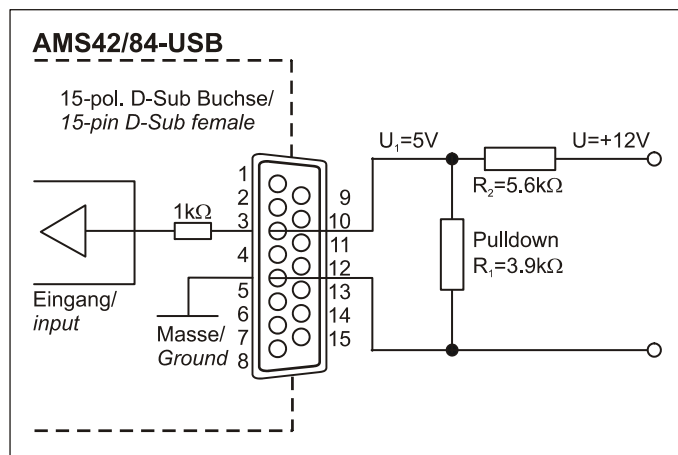 AMS42/84-USB
15-pol. D-Sub Buchse/
15-pin D-Sub female
U₁=5V
U=+12V
R₂=5.6kΩ
1
2
3
4
5
6
7
8
9
10
11
12
13
14
15
1kΩ
Pulldown
R₁=3.9kΩ
Eingang/
input
Masse/
Ground